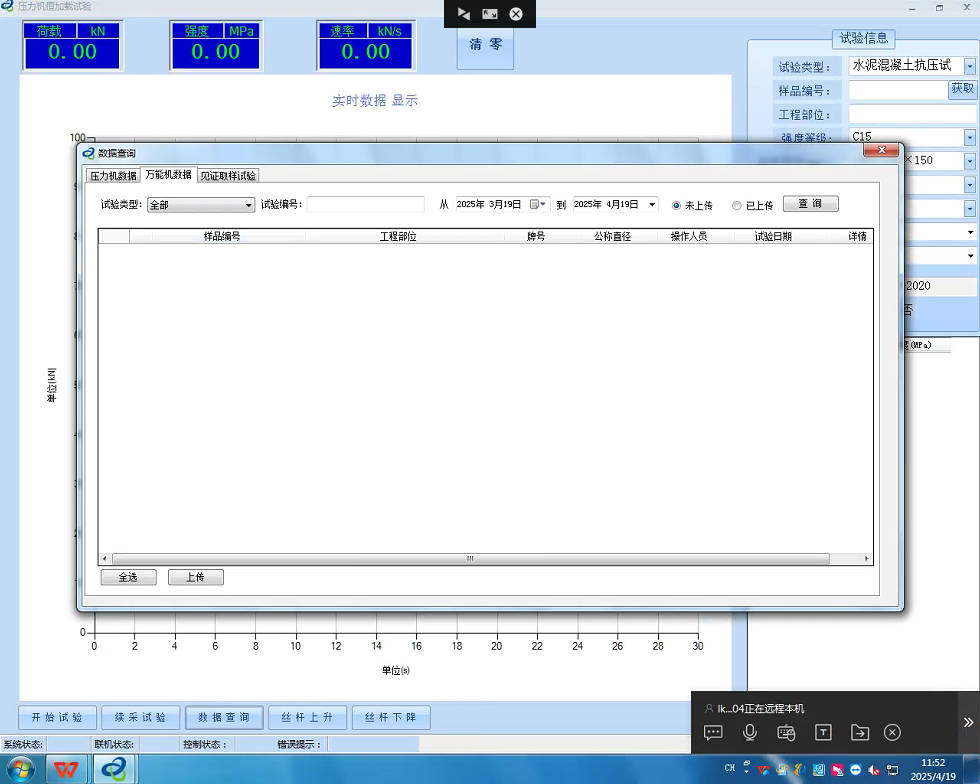 压力机恒加载试验
荷载 kN
0.00
强度 MPa
0.00
速率 kN/s
0.00
清 零
试验信息
试验类型：
水泥混凝土抗压试
样品编号：
获取
工程部位：
强度等级：
C15
×150
-2020
否
(MPa)
实时数据 显示
100
单位(kN)
数据查询
压力机数据 万能机数据 见证取样试验
试验类型： 全部 试验编号： 从 2025年 3月19日 到 2025年 4月19日 未上传 已上传 查 询
样品编号 工程部位 牌号 公称直径 操作人员 试验日期 详情
全选 上传
0
0 2 4 6 8 10 12 14 16 18 20 22 24 26 28 30
单位(s)
开 始 试 验 续 采 试 验 数 据 查 询 丝 杆 上 升 丝 杆 下 降
系统状态： 联机状态： 控制状态： 错误提示：
lk...04正在远程本机
CH
11:52
2025/4/19